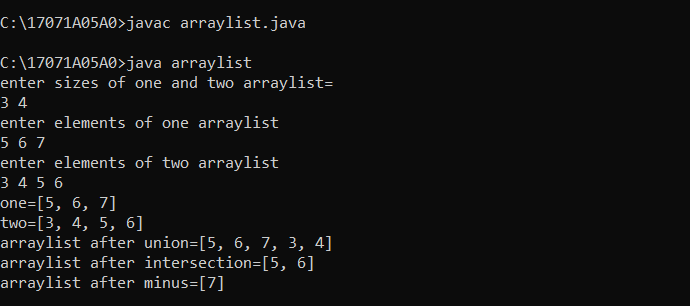 C:\17071A05A0>javac arraylist.java
C:\17071A05A0>java arraylist
enter sizes of one and two arraylist=
3 4
enter elements of one arraylist
5 6 7
enter elements of two arraylist
3 4 5 6
one=[5, 6, 7]
two=[3, 4, 5, 6]
arraylist after union=[5, 6, 7, 3, 4]
arraylist after intersection=[5, 6]
arraylist after minus=[7]